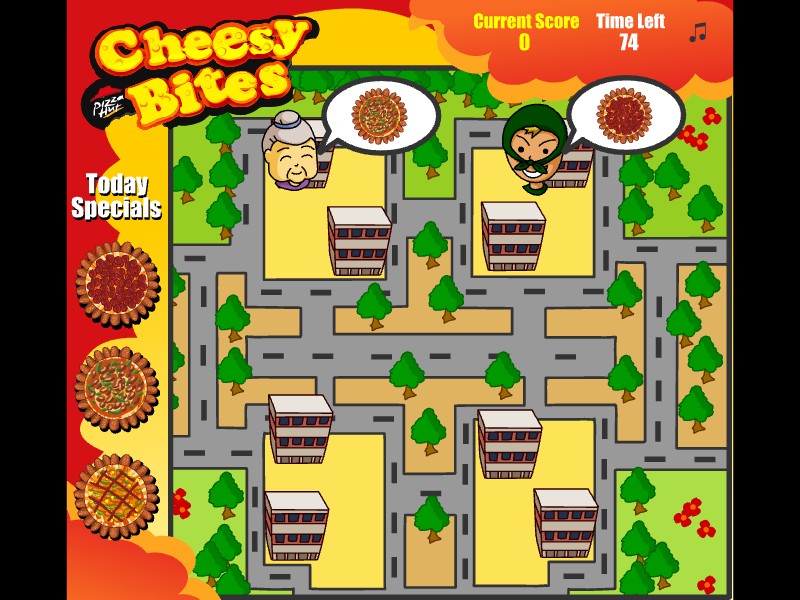 Cheesy
Bites
Pizza
Hut
Current Score
0
Time Left
74
Today
Specials